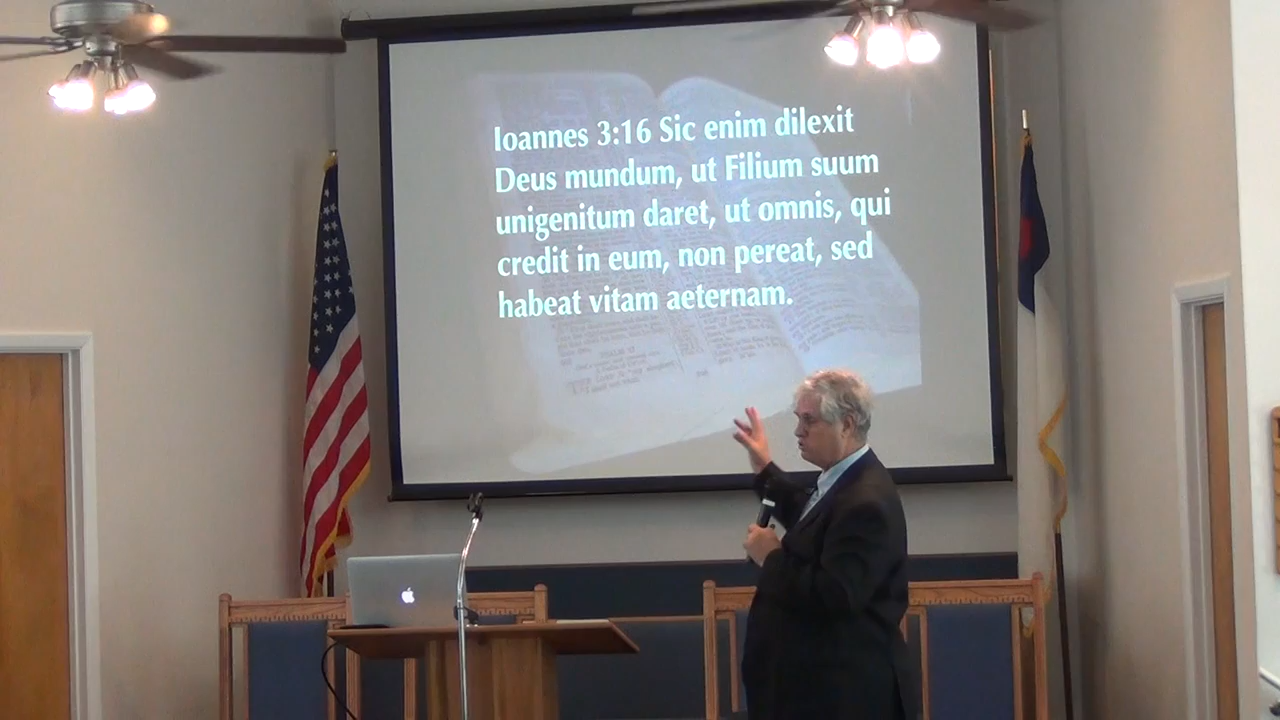 Ioannes 3:16 Sic enim dilexit
Deus mundum, ut Filium suum
unigenitum daret, ut omnis, qui
credit in eum, non pereat, sed
habeat vitam aeternam.